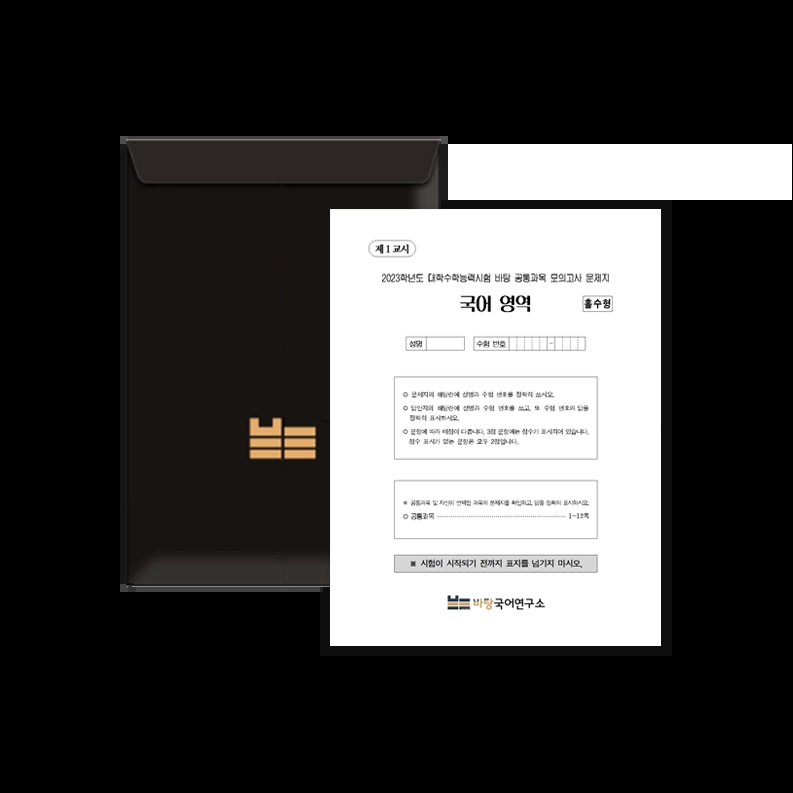 제 1 교시
2023학년도 대학수학능력시험 바탕 공통과목 모의고사 문제지
국어 영역
홀수형
성명
수험 번호
-
○ 문제지의 해당란에 성명과 수험 번호를 정확히 쓰시오.
○ 답안지의 해당란에 성명과 수험 번호를 쓰고, 또 수험 번호와 답을
정확히 표시하시오.
○ 문항에 따라 배점이 다릅니다. 3점 문항에는 점수가 표시되어 있습니다.
점수 표시가 없는 문항은 모두 2점입니다.
※ 공통과목 및 자신이 선택한 과목의 문제지를 확인하고, 답을 정확히 표시하시오.
○ 공통과목 1~12쪽
※ 시험이 시작되기 전까지 표지를 넘기지 마시오.
바탕국어연구소